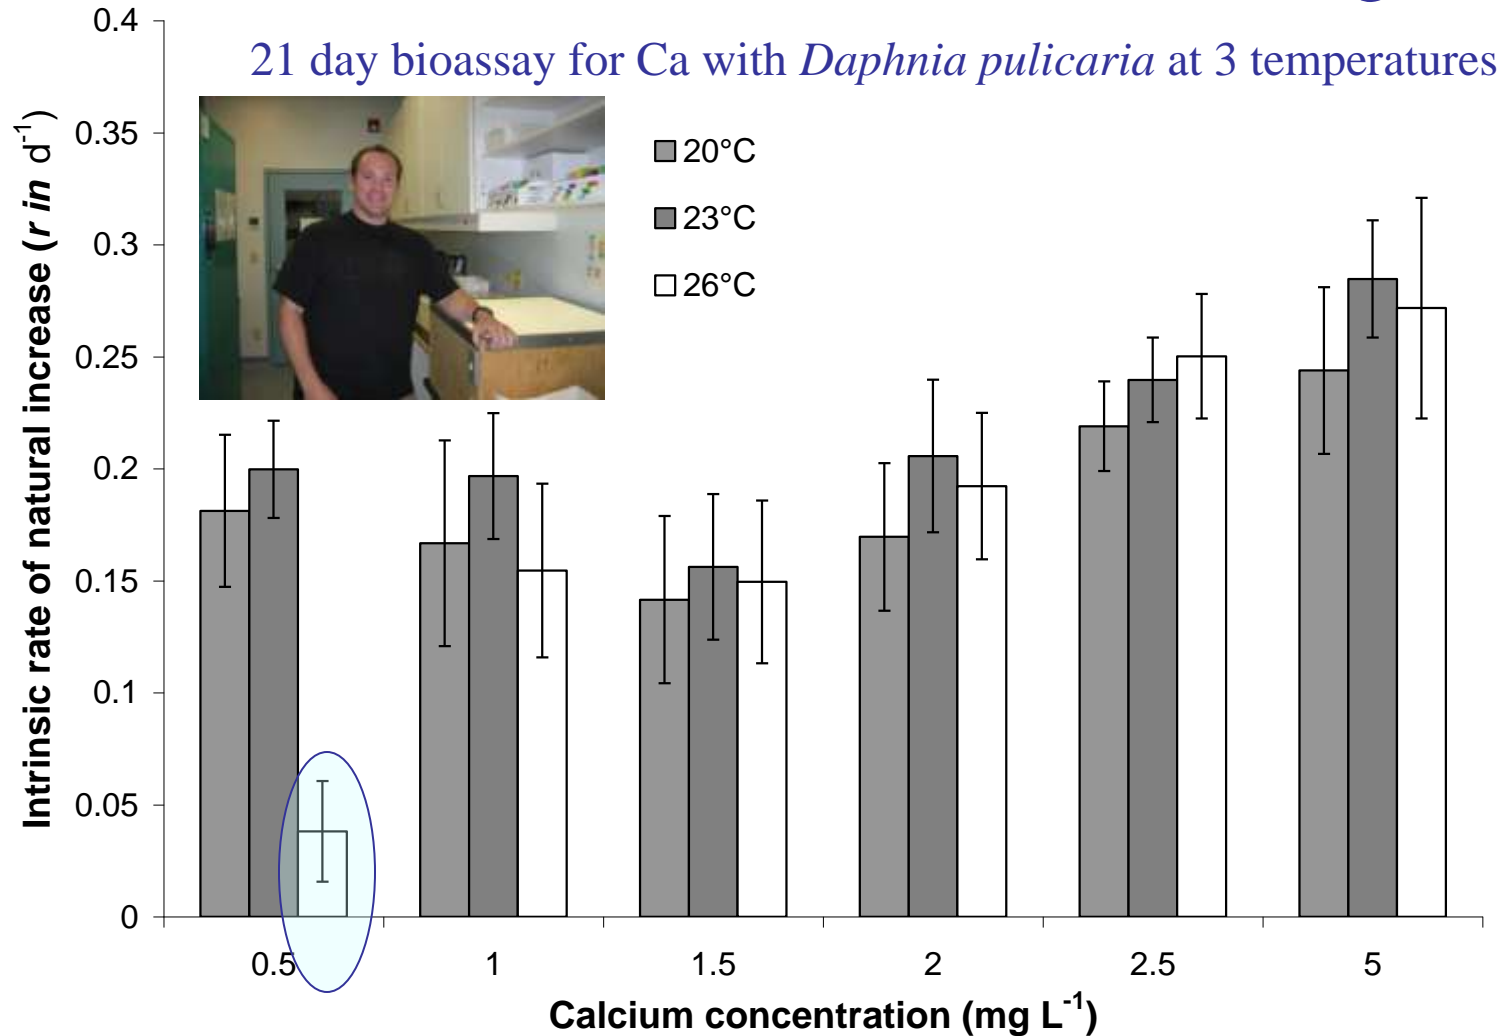 21 day bioassay for Ca with Daphnia pulicaria at 3 temperatures
0.4
0.35
0.3
0.25
0.2
0.15
0.1
0.05
0
Intrinsic rate of natural increase (r in d⁻¹)
20°C
23°C
26°C
0.5 1 1.5 2 2.5 5
Calcium concentration (mg L⁻¹)